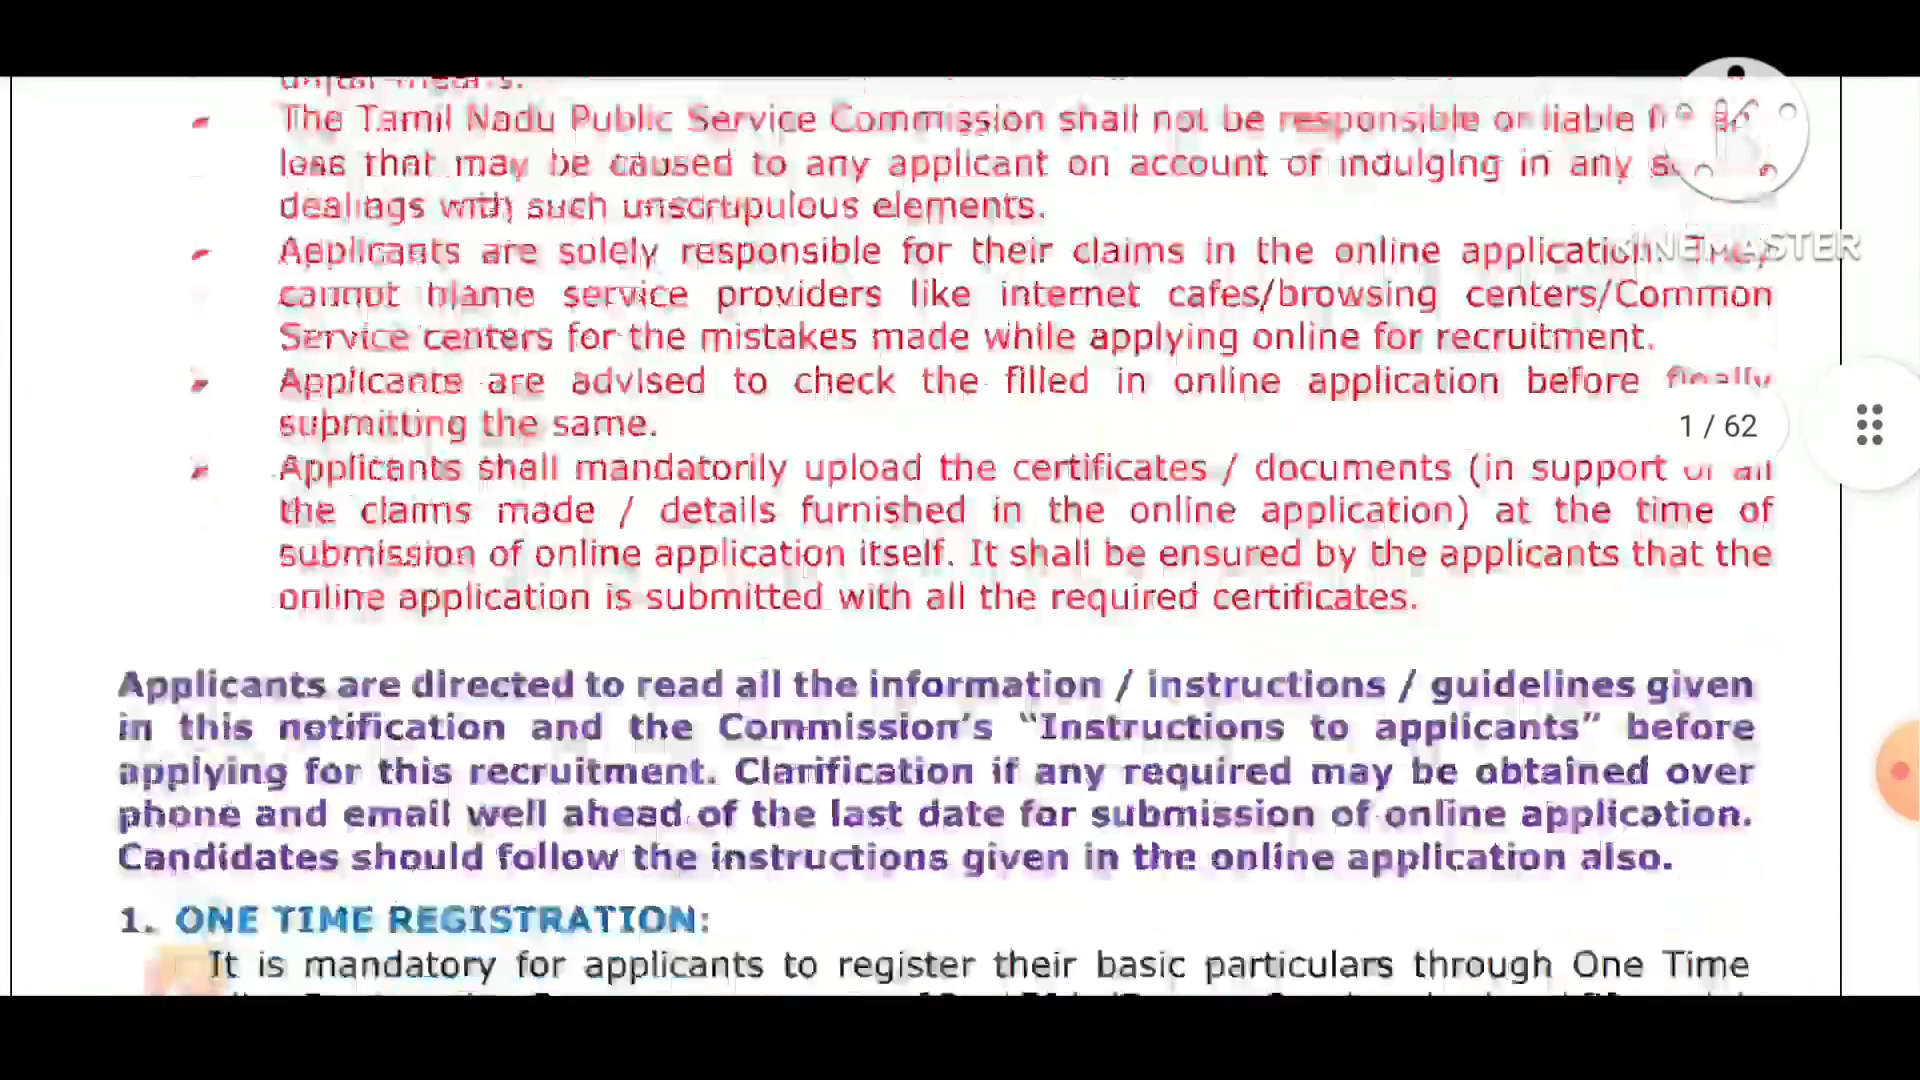 The Tamil Nadu Public Service Commission shall not be responsible or liable
loss that may be caused to any applicant on account of indulging in any
dealings with such unscrupulous elements.
Applicants are solely responsible for their claims in the online application. They
cannot blame service providers like internet cafes/browsing centers/Common
Service centers for the mistakes made while applying online for recruitment.
Applicants are advised to check the filled in online application before finally
submitting the same.
Applicants shall mandatorily upload the certificates / documents (in support of all
the claims made / details furnished in the online application) at the time of
submission of online application itself. It shall be ensured by the applicants that the
online application is submitted with all the required certificates.
Applicants are directed to read all the information / instructions / guidelines given
in this notification and the Commission's "Instructions to applicants" before
applying for this recruitment. Clarification if any required may be obtained over
phone and email well ahead of the last date for submission of online application.
Candidates should follow the instructions given in the online application also.
1. ONE TIME REGISTRATION:
It is mandatory for applicants to register their basic particulars through One Time
KINEMASTER
1 / 62